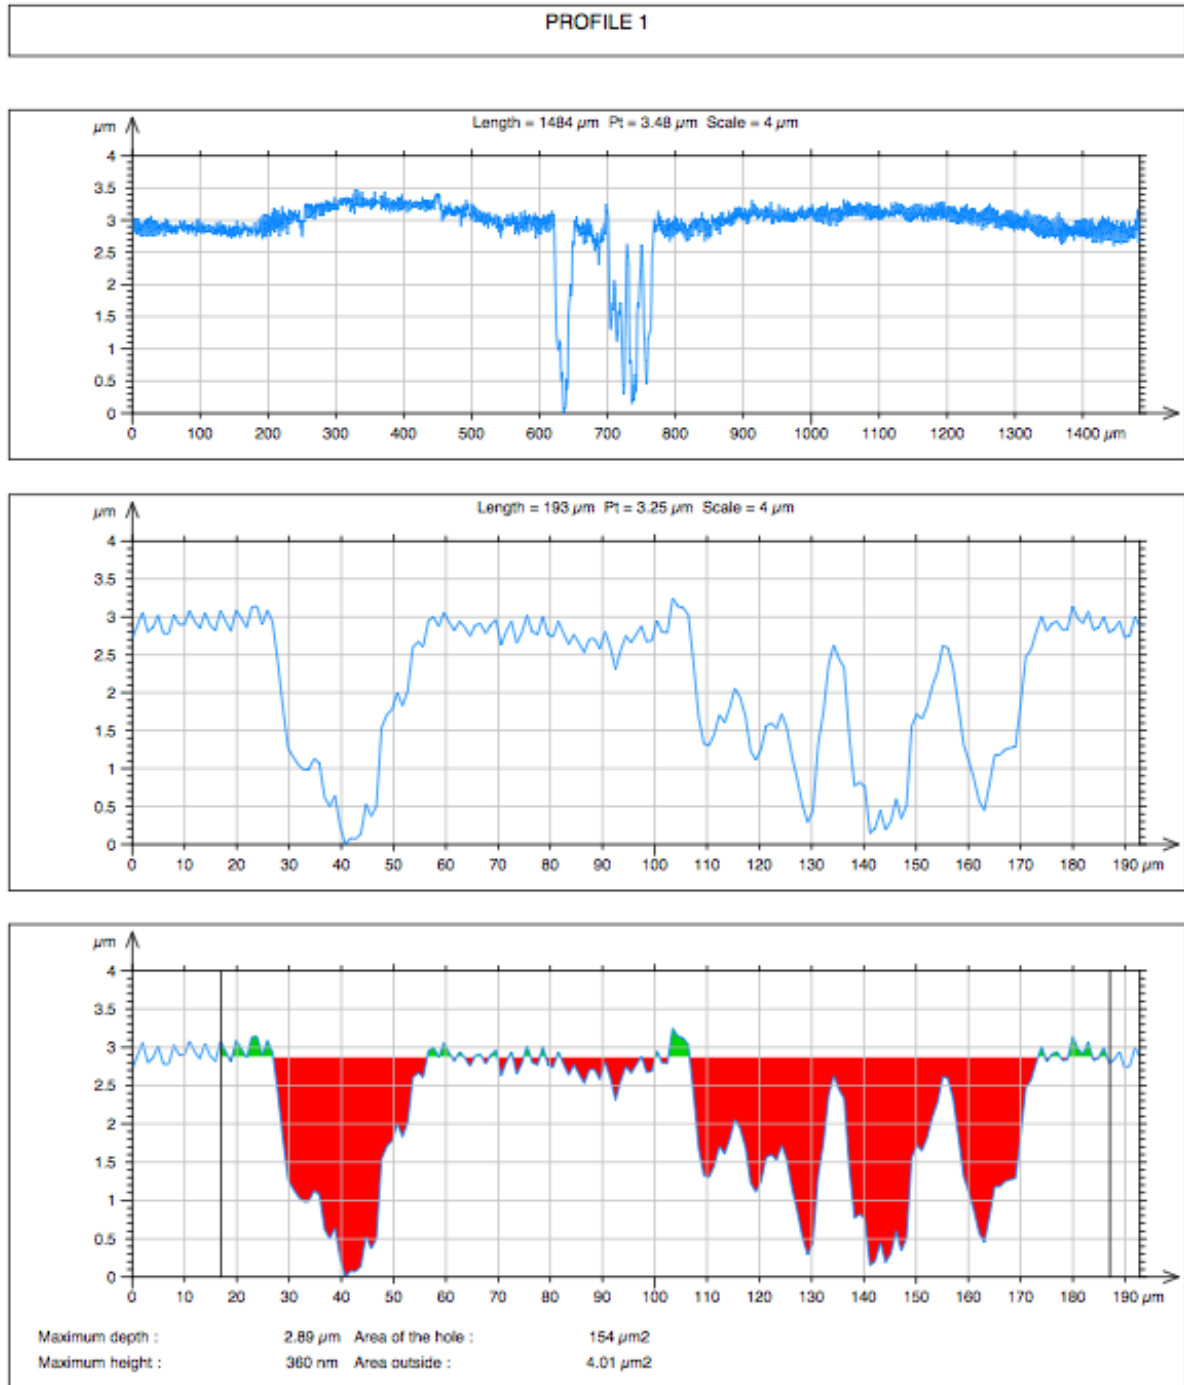 PROFILE 1
Length = 1484 µm Pt = 3.48 µm Scale = 4 µm
µm
4
3.5
3
2.5
2
1.5
1
0.5
0
0 100 200 300 400 500 600 700 800 900 1000 1100 1200 1300 1400 µm
Length = 193 µm Pt = 3.25 µm Scale = 4 µm
µm
4
3.5
3
2.5
2
1.5
1
0.5
0
0 10 20 30 40 50 60 70 80 90 100 110 120 130 140 150 160 170 180 190 µm
µm
4
3.5
3
2.5
2
1.5
1
0.5
0
0 10 20 30 40 50 60 70 80 90 100 110 120 130 140 150 160 170 180 190 µm
Maximum depth : 2.89 µm Area of the hole : 154 µm2
Maximum height : 360 nm Area outside : 4.01 µm2